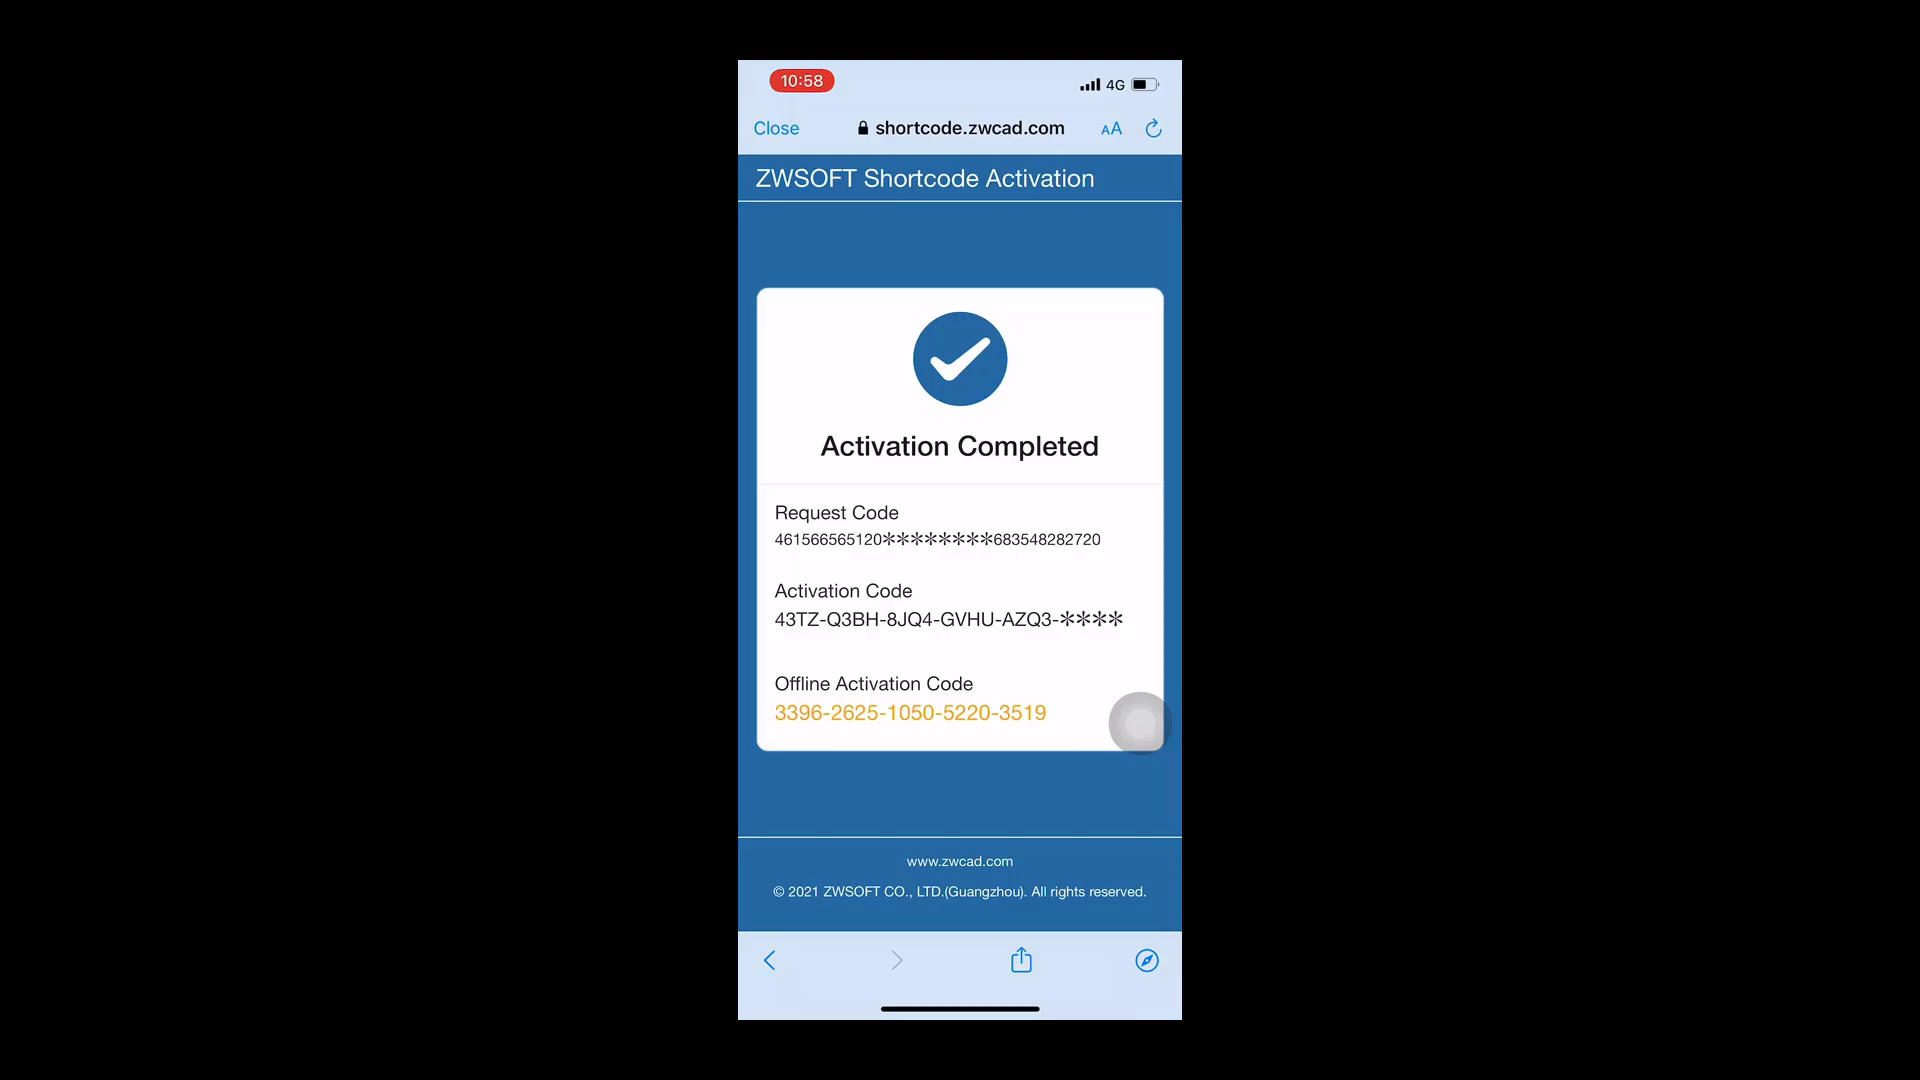 10:58
4G
Close
shortcode.zwcad.com
AA
ZWSOFT Shortcode Activation
Activation Completed
Request Code
461566565120********683548282720
Activation Code
43TZ-Q3BH-8JQ4-GVHU-AZQ3-****
Offline Activation Code
3396-2625-1050-5220-3519
www.zwcad.com
© 2021 ZWSOFT CO., LTD.(Guangzhou). All rights reserved.